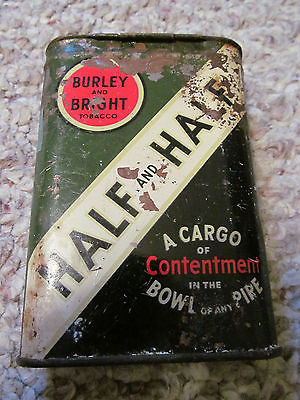 BURLEY
AND
BRIGHT
TOBACCO
HALF AND HALF
A CARGO
OF
Contentment
IN THE
BOWL OF ANY PIPE